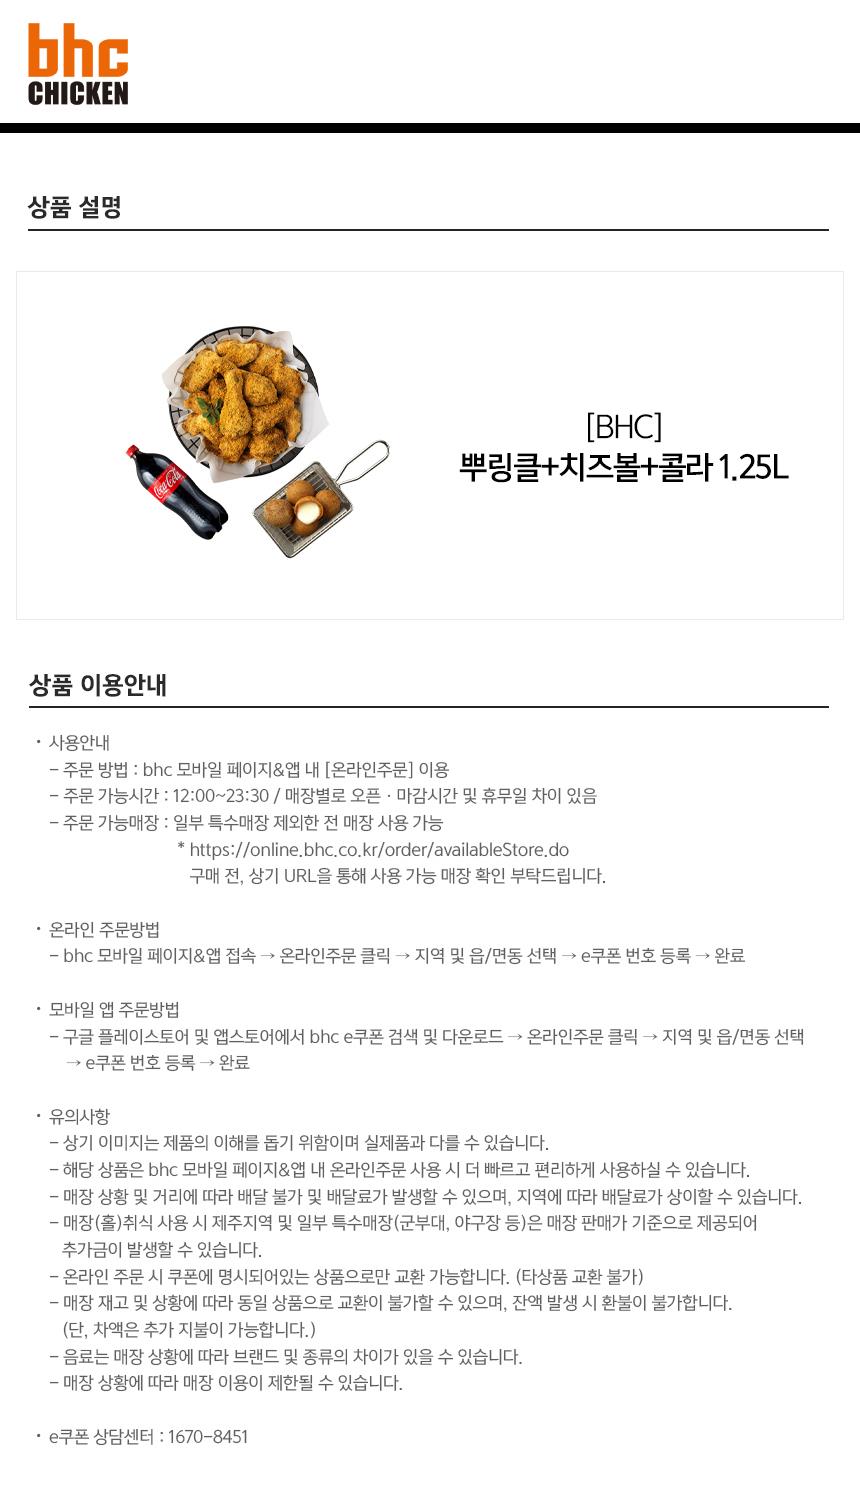 bhc
CHICKEN
상품 설명
Coca-Cola
[BHC]
뿌링클+치즈볼+콜라 1.25L
상품 이용안내
· 사용안내
- 주문 방법 : bhc 모바일 페이지&앱 내 [온라인주문] 이용
- 주문 가능시간 : 12:00~23:30 / 매장별로 오픈 · 마감시간 및 휴무일 차이 있음
- 주문 가능매장 : 일부 특수매장 제외한 전 매장 사용 가능
* https://online.bhc.co.kr/order/availableStore.do
구매 전, 상기 URL을 통해 사용 가능 매장 확인 부탁드립니다.
· 온라인 주문방법
- bhc 모바일 페이지&앱 접속 → 온라인주문 클릭 → 지역 및 읍/면동 선택 → e쿠폰 번호 등록 → 완료
· 모바일 앱 주문방법
- 구글 플레이스토어 및 앱스토어에서 bhc e쿠폰 검색 및 다운로드 → 온라인주문 클릭 → 지역 및 읍/면동 선택
→ e쿠폰 번호 등록 → 완료
· 유의사항
- 상기 이미지는 제품의 이해를 돕기 위함이며 실제품과 다를 수 있습니다.
- 해당 상품은 bhc 모바일 페이지&앱 내 온라인주문 사용 시 더 빠르고 편리하게 사용하실 수 있습니다.
- 매장 상황 및 거리에 따라 배달 불가 및 배달료가 발생할 수 있으며, 지역에 따라 배달료가 상이할 수 있습니다.
- 매장(홀)취식 사용 시 제주지역 및 일부 특수매장(군부대, 야구장 등)은 매장 판매가 기준으로 제공되어
추가금이 발생할 수 있습니다.
- 온라인 주문 시 쿠폰에 명시되어있는 상품으로만 교환 가능합니다. (타상품 교환 불가)
- 매장 재고 및 상황에 따라 동일 상품으로 교환이 불가할 수 있으며, 잔액 발생 시 환불이 불가합니다.
(단, 차액은 추가 지불이 가능합니다.)
- 음료는 매장 상황에 따라 브랜드 및 종류의 차이가 있을 수 있습니다.
- 매장 상황에 따라 매장 이용이 제한될 수 있습니다.
· e쿠폰 상담센터 : 1670-8451